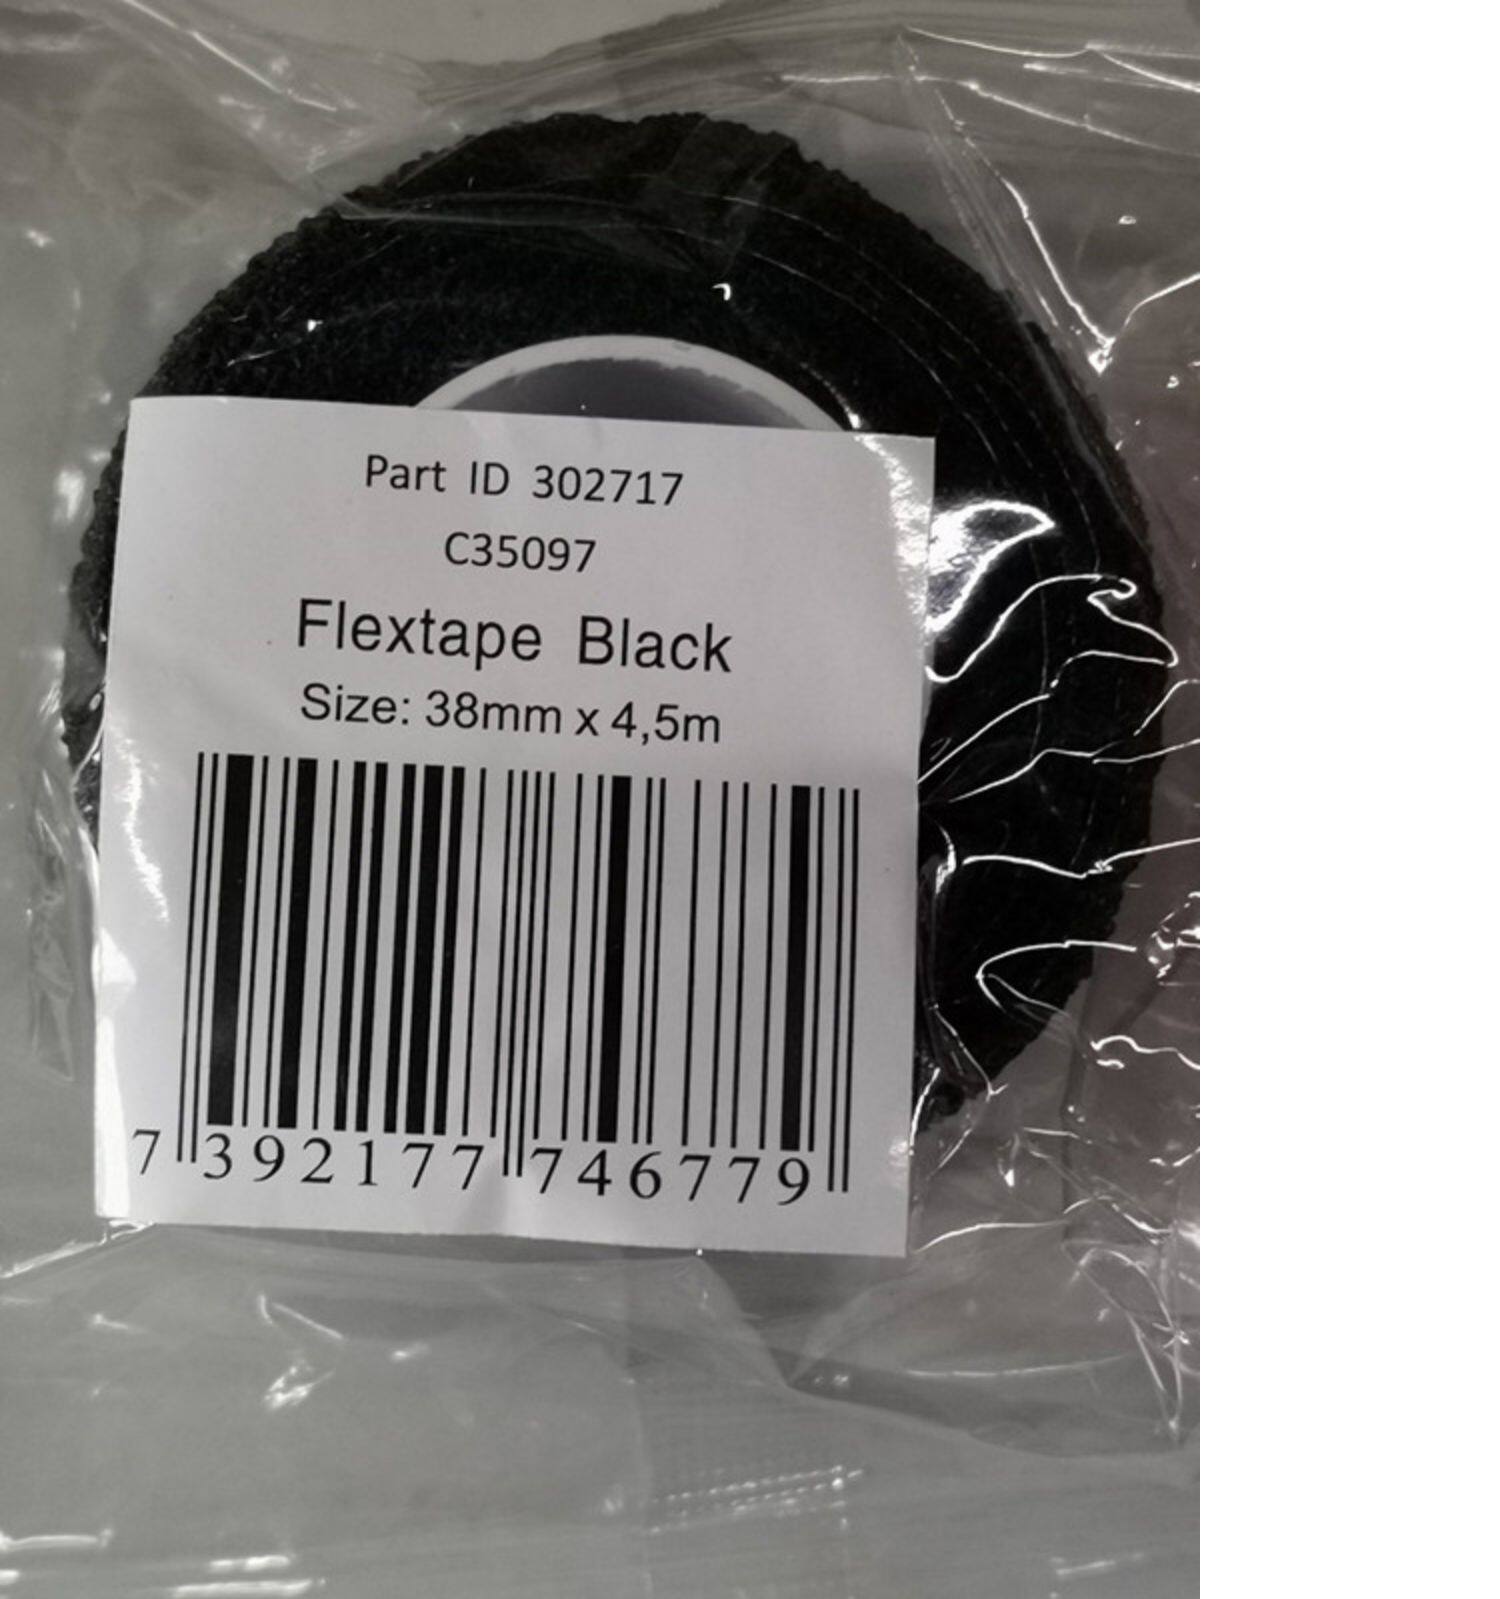 Part ID 302717
C35097
Flextape Black
Size: 38mm x 4,5m
7 392177 746779